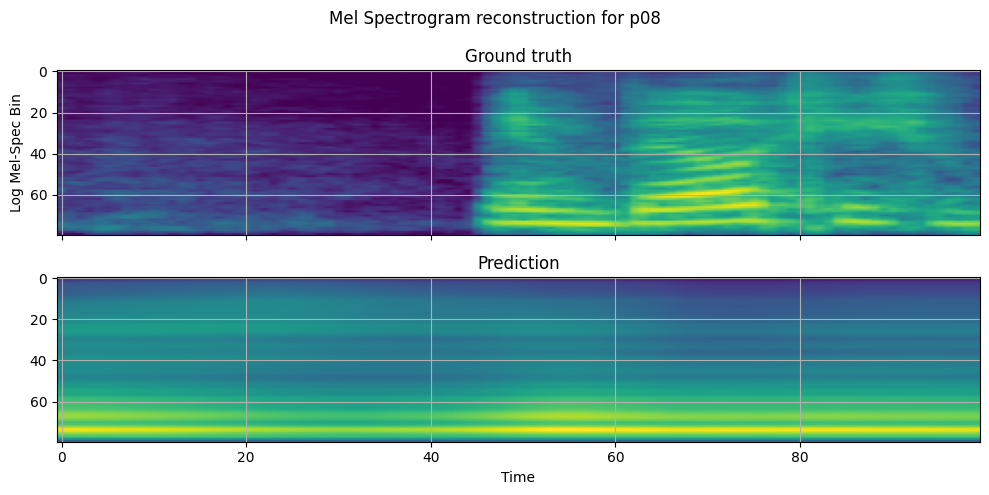 Mel Spectrogram reconstruction for p08
Ground truth
Log Mel-Spec Bin
0
20
40
60
Prediction
0
20
40
60
0 20 40 60 80
Time